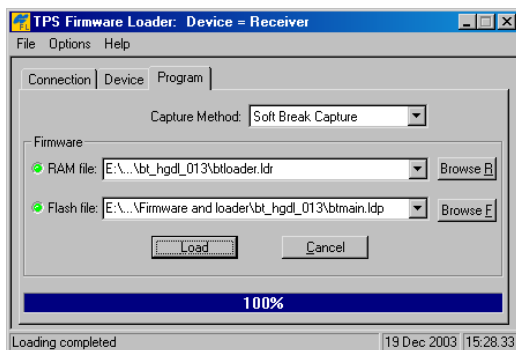 TPS Firmware Loader: Device = Receiver
File Options Help
Connection Device Program
Capture Method: Soft Break Capture
Firmware
RAM file: E:\...\bt_hgdl_013\btloader.ldr Browse R
Flash file: E:\...\Firmware and loader\bt_hgdl_013\btmain.ldp Browse F
Load Cancel
100%
Loading completed 19 Dec 2003 15:28.33